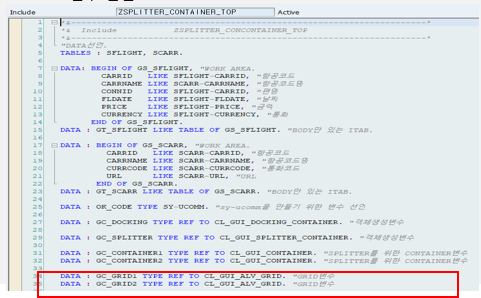 Include ZSPLITTER_CONTAINER_TOP Active
1 *&---------------------------------------------------------------------*
2 *& Include ZSPLITTER_CONCONTAINER_TOP
3 *&---------------------------------------------------------------------*
4 "DATA선언.
5 TABLES : SFLIGHT, SCARR.
6
7 DATA: BEGIN OF GS_SFLIGHT, "WORK AREA.
8 CARRID LIKE SFLIGHT-CARRID, "항공코드
9 CARRNAME LIKE SCARR-CARRNAME, "항공코드명
10 CONNID LIKE SFLIGHT-CONNID, "편명
11 FLDATE LIKE SFLIGHT-FLDATE, "날짜
12 PRICE LIKE SFLIGHT-PRICE, "금액
13 CURRENCY LIKE SFLIGHT-CURRENCY, "통화
14 END OF GS_SFLIGHT.
15 DATA : GT_SFLIGHT LIKE TABLE OF GS_SFLIGHT. "BODY만 있는 ITAB.
16
17 DATA : BEGIN OF GS_SCARR, "WORK AREA.
18 CARRID LIKE SCARR-CARRID, "항공코드
19 CARRNAME LIKE SCARR-CARRNAME, "항공코드명
20 CURRCODE LIKE SCARR-CURRCODE, "통화코드
21 URL LIKE SCARR-URL, "URL
22 END OF GS_SCARR.
23 DATA : GT_SCARR LIKE TABLE OF GS_SCARR. "BODY만 있는 ITAB.
24
25 DATA : OK_CODE TYPE SY-UCOMM. "sy-ucomm을 만들기 위한 변수 선언
26
27 DATA : GC_DOCKING TYPE REF TO CL_GUI_DOCKING_CONTAINER. "객체생성변수
28
29 DATA : GC_SPLITTER TYPE REF TO CL_GUI_SPLITTER_CONTAINER. "객체생성변수
30
31 DATA : GC_CONTAINER1 TYPE REF TO CL_GUI_CONTAINER. "SPLITTER를 위한 CONTAINER변수
32 DATA : GC_CONTAINER2 TYPE REF TO CL_GUI_CONTAINER. "SPLITTER를 위한 CONTAINER변수
33
DATA : GC_GRID1 TYPE REF TO CL_GUI_ALV_GRID. "GRID변수
DATA : GC_GRID2 TYPE REF TO CL_GUI_ALV_GRID. "GRID변수